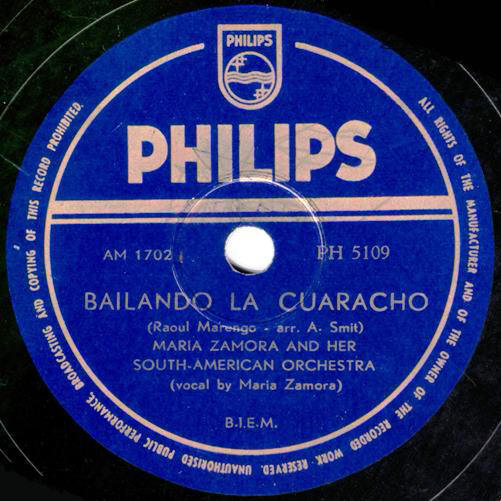 PHILIPS
PHILIPS
AM 1702
PH 5109
BAILANDO LA CUARACHO
(Raoul Marengo - arr. A. Smit)
MARIA ZAMORA AND HER
SOUTH-AMERICAN ORCHESTRA
(vocal by Maria Zamora)
B.I.E.M.
ALL RIGHTS OF THE MANUFACTURER AND OF THE OWNER OF THE RECORDED WORK RESERVED. UNAUTHORISED PUBLIC PERFORMANCE, BROADCASTING AND COPYING OF THIS RECORD PROHIBITED.